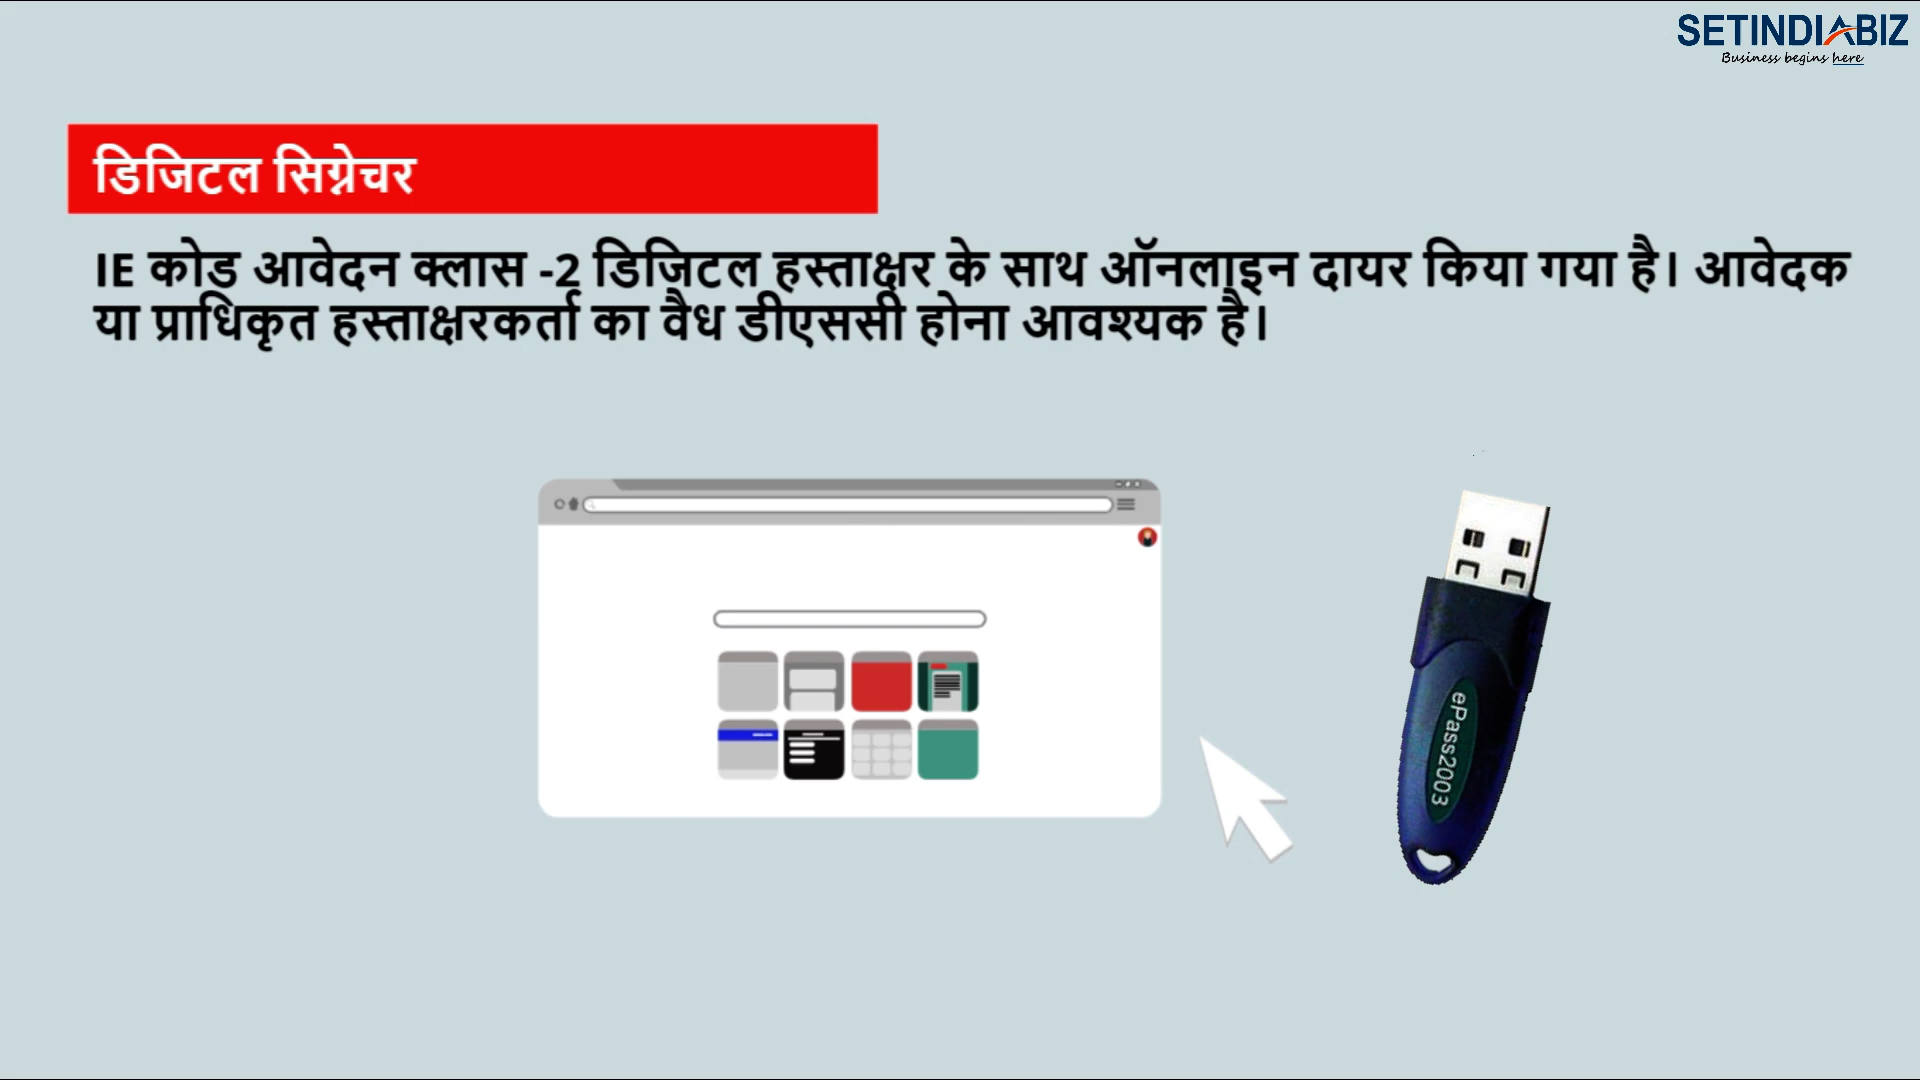 SETINDIABIZ
Business begins here
डिजिटल सिग्नेचर
IE कोड आवेदन क्लास -2 डिजिटल हस्ताक्षर के साथ ऑनलाइन दायर किया गया है। आवेदक
या प्राधिकृत हस्ताक्षरकर्ता का वैध डीएससी होना आवश्यक है।
ePass2003